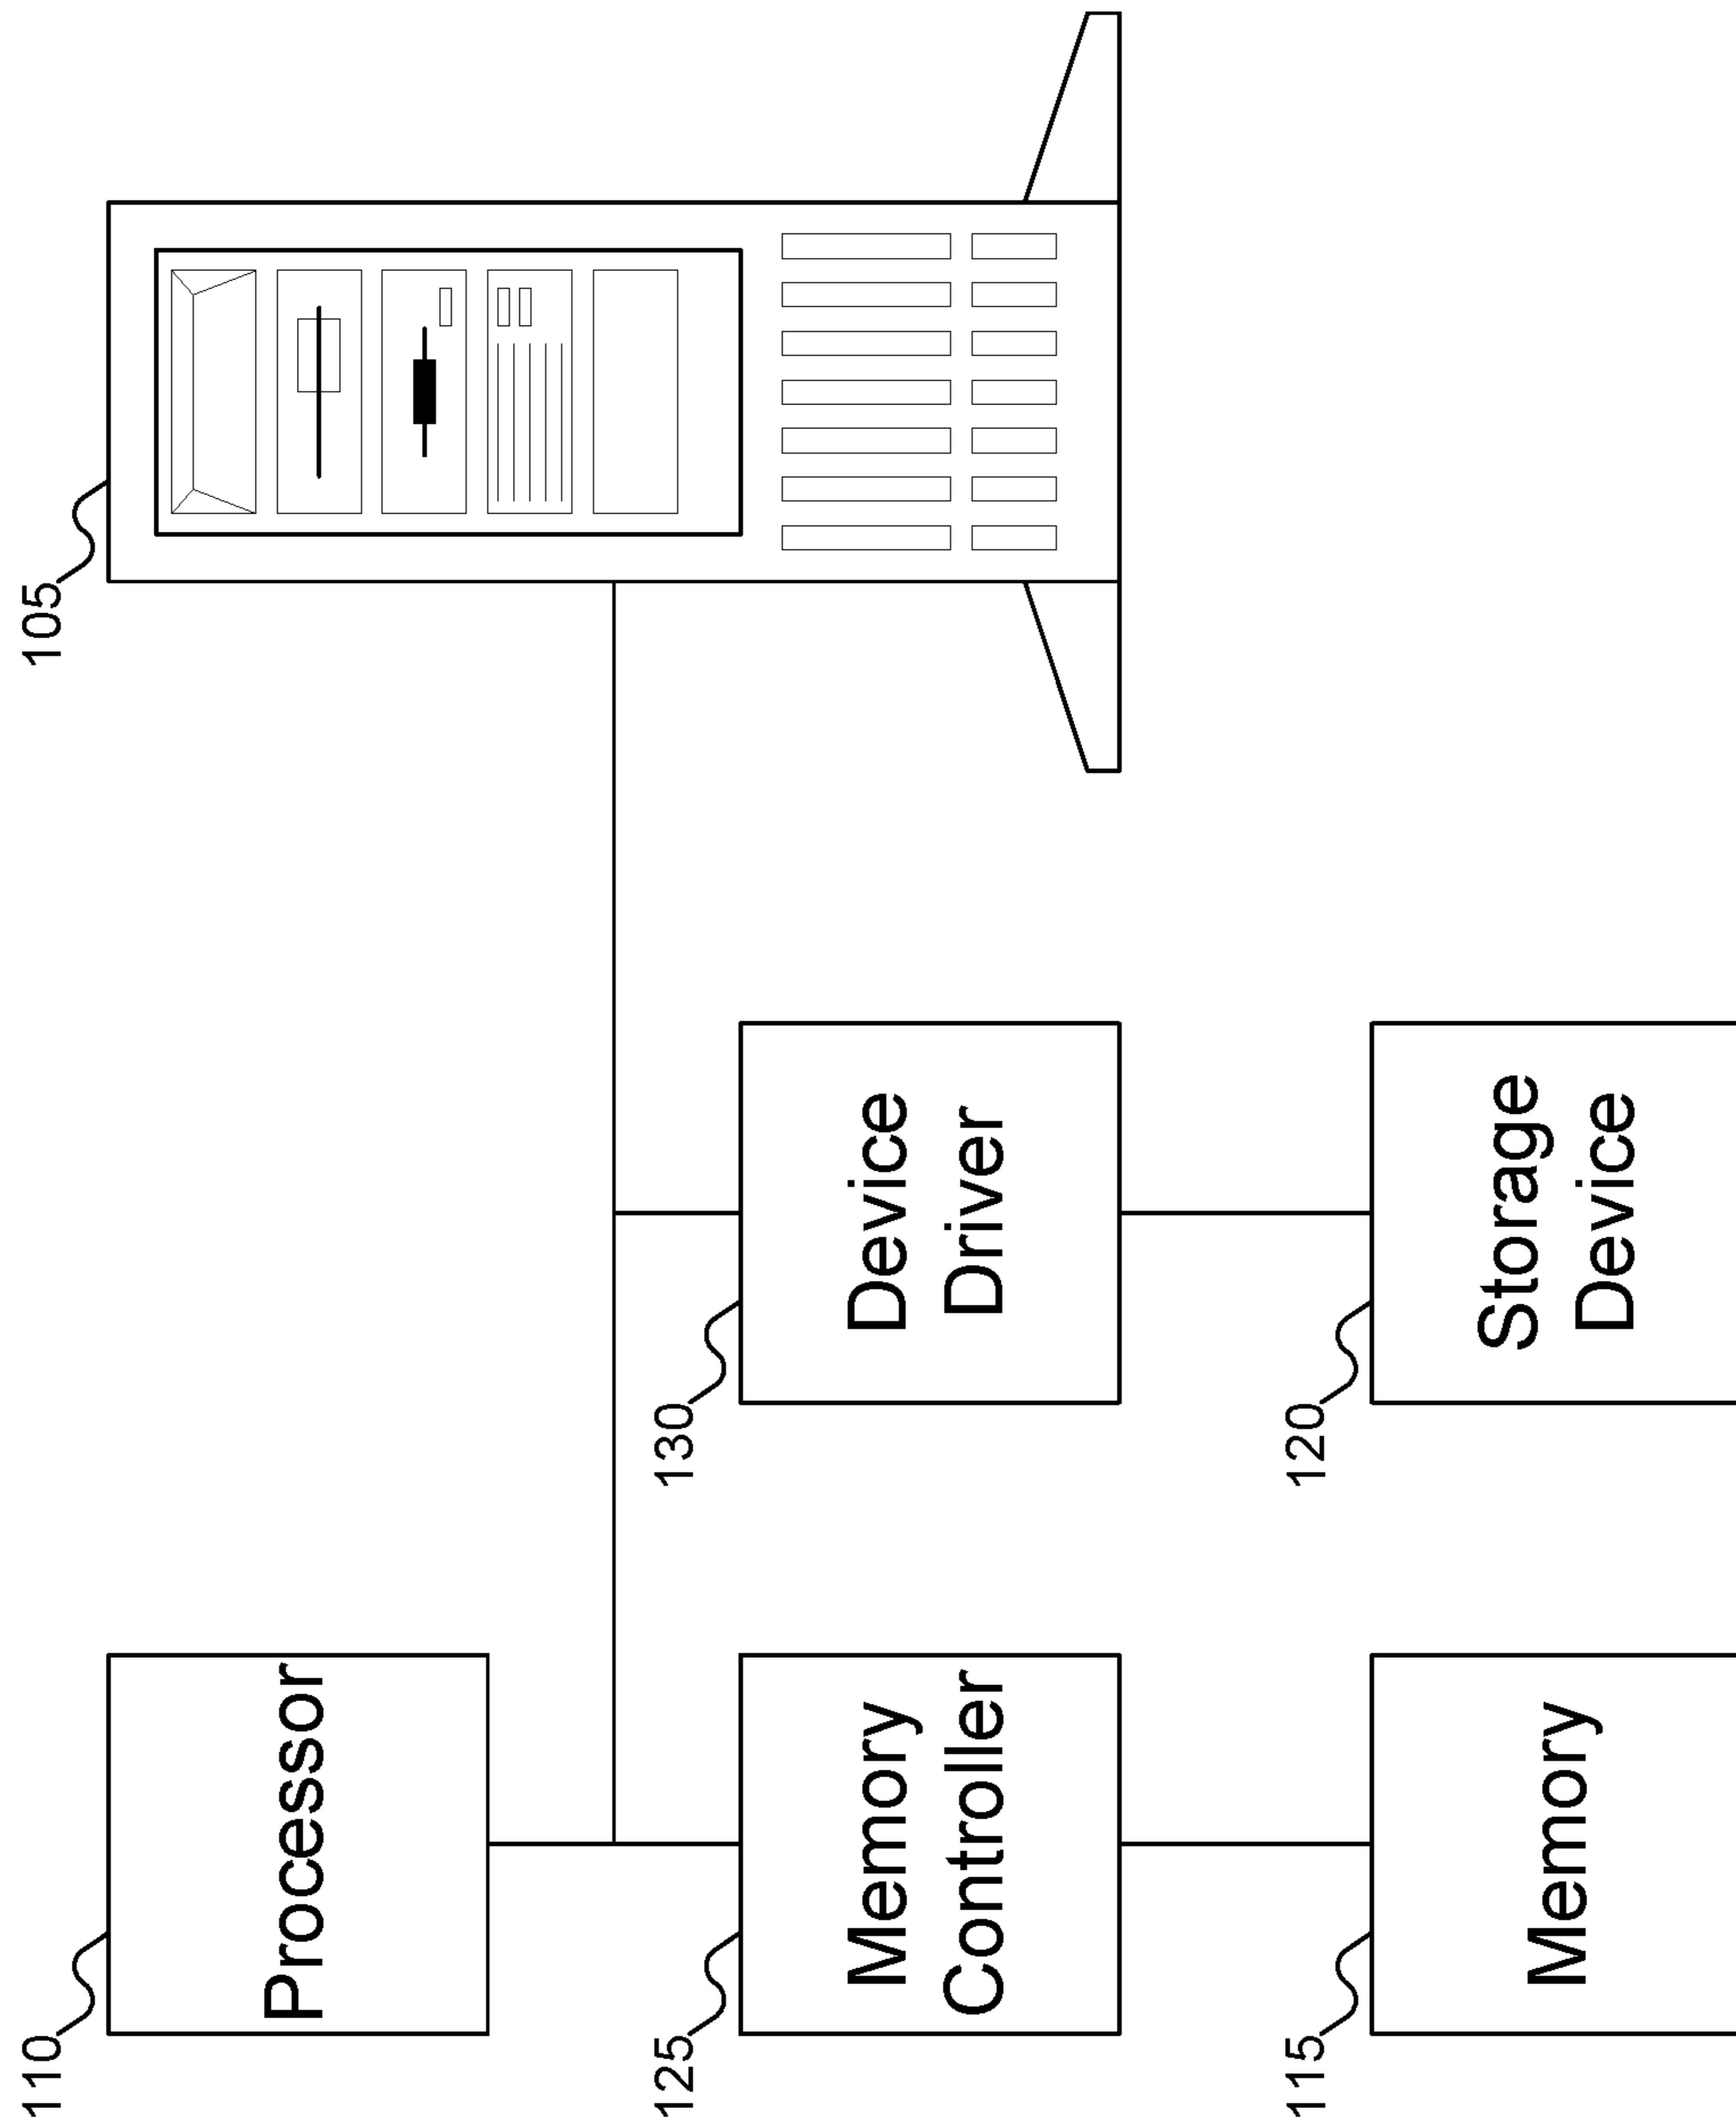 110
Processor
105
125
Memory
Controller
130
Device
Driver
115
Memory
120
Storage
Device